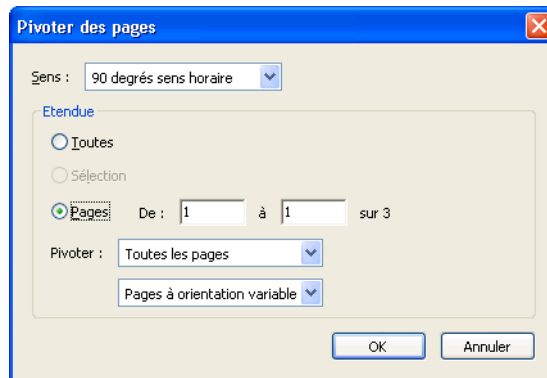 Pivoter des pages
Sens : 90 degrés sens horaire
Etendue
Toutes
Sélection
Pages De : 1 à 1 sur 3
Pivoter : Toutes les pages
Pages à orientation variable
OK Annuler